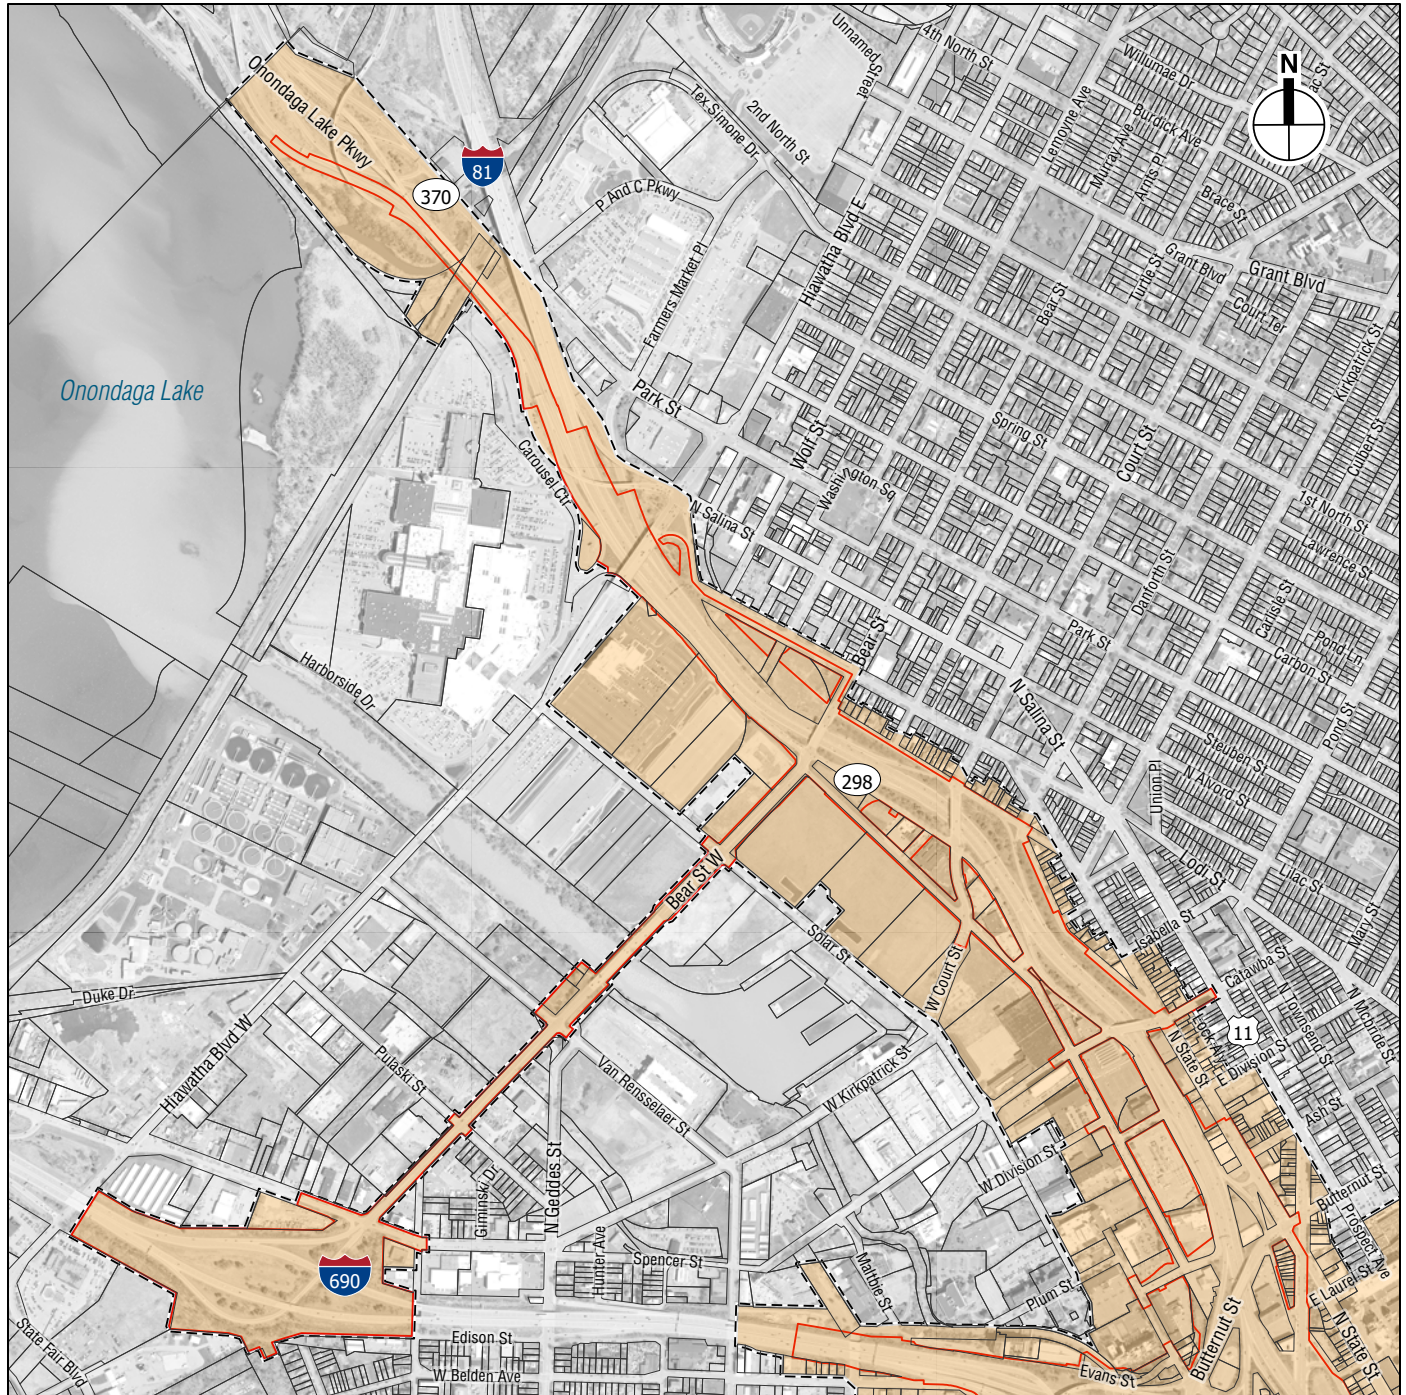 Unnamed
Street
4th North St
Willumae Dr
ac St
N
Onondaga Lake Pkwy
Tex Simone Dr
2nd North St
Lemoyne Ave
Burdick Ave
Murray Ave
Arnts Pl
81
370
P And C Pkwy
Brace St
Hiawatha Blvd E
Farmers Market Pl
Grant Blvd
Grant Blvd
Turtle St
Bear St
Court Ter
Kirkpatrick St
Onondaga Lake
Park St
Spring St
Court St
Culbert St
Wolf St
Carousel Ctr
Washington Sq
1st North St
N Salina St
Lawrence St
Danforth St
Carlisle St
Bear St
Park St
Pond Ln
Carbon St
Harborside Dr
N Salina St
Pond St
Steuben St
298
N Alvord St
Union Pl
Bear St W
Lodi St
Lilac St
Mary St
Solar St
Isabella St
W Court St
Catawba St
Duke Dr
N Townsend St
N Mcbride St
Hiawatha Blvd W
Lock Aly
11
N State St
E Division St
Pulaski St
Van Rensselaer St
W Kirkpatrick St
Ash St
W Division St
Giminski Dr
N Geddes St
Butternut St
Prospect Ave
Hunter Ave
Spencer St
Maltbie St
690
E Laurel St
Plum St
Butternut St
N State St
State Fair Blvd
Edison St
W Belden Ave
Evans St